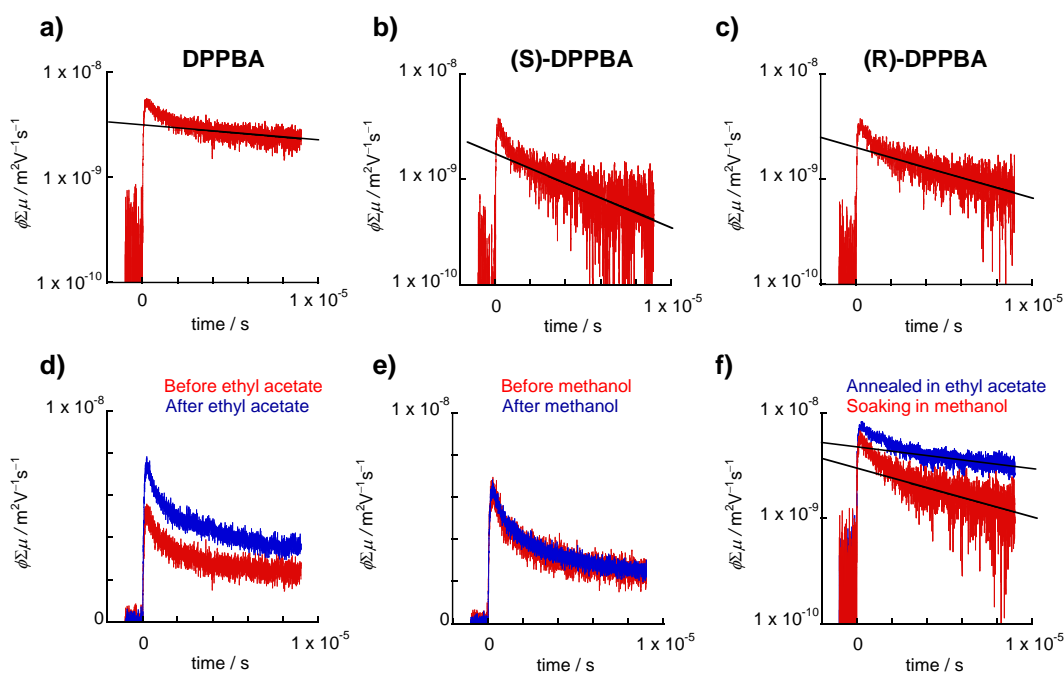 a)
DPPBA
1 x 10⁻⁸
1 x 10⁻⁹
1 x 10⁻¹⁰
ϕΣμ / m²V⁻¹s⁻¹
0
1 x 10⁻⁵
time / s
b)
(S)-DPPBA
1 x 10⁻⁸
1 x 10⁻⁹
1 x 10⁻¹⁰
ϕΣμ / m²V⁻¹s⁻¹
0
1 x 10⁻⁵
time / s
c)
(R)-DPPBA
1 x 10⁻⁸
1 x 10⁻⁹
1 x 10⁻¹⁰
ϕΣμ / m²V⁻¹s⁻¹
0
1 x 10⁻⁵
time / s
d)
Before ethyl acetate
After ethyl acetate
1 x 10⁻⁸
0
ϕΣμ / m²V⁻¹s⁻¹
0
1 x 10⁻⁵
time / s
e)
Before methanol
After methanol
1 x 10⁻⁸
0
ϕΣμ / m²V⁻¹s⁻¹
0
1 x 10⁻⁵
time / s
f)
Annealed in ethyl acetate
Soaking in methanol
1 x 10⁻⁸
1 x 10⁻⁹
1 x 10⁻¹⁰
ϕΣμ / m²V⁻¹s⁻¹
0
1 x 10⁻⁵
time / s